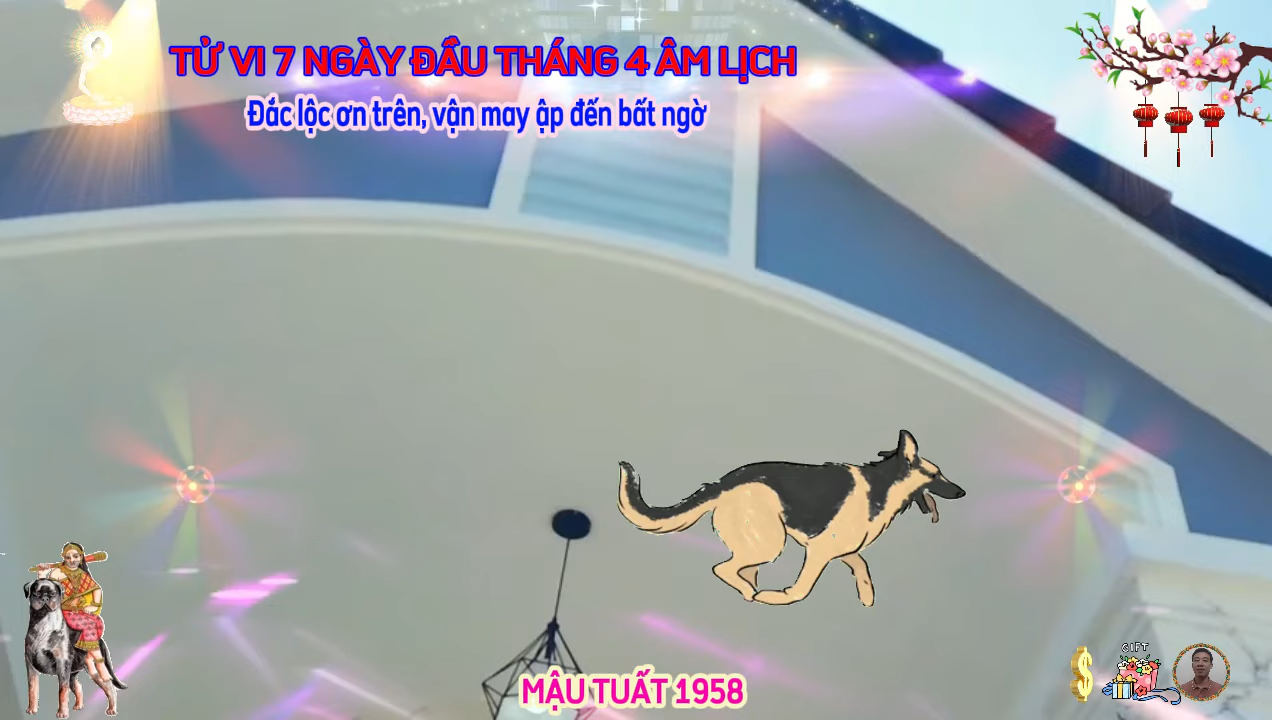 TỬ VI 7 NGÀY ĐẦU THÁNG 4 ÂM LỊCH
Đắc lộc ơn trên, vận may ập đến bất ngờ
GIFT
MẬU TUẤT 1958